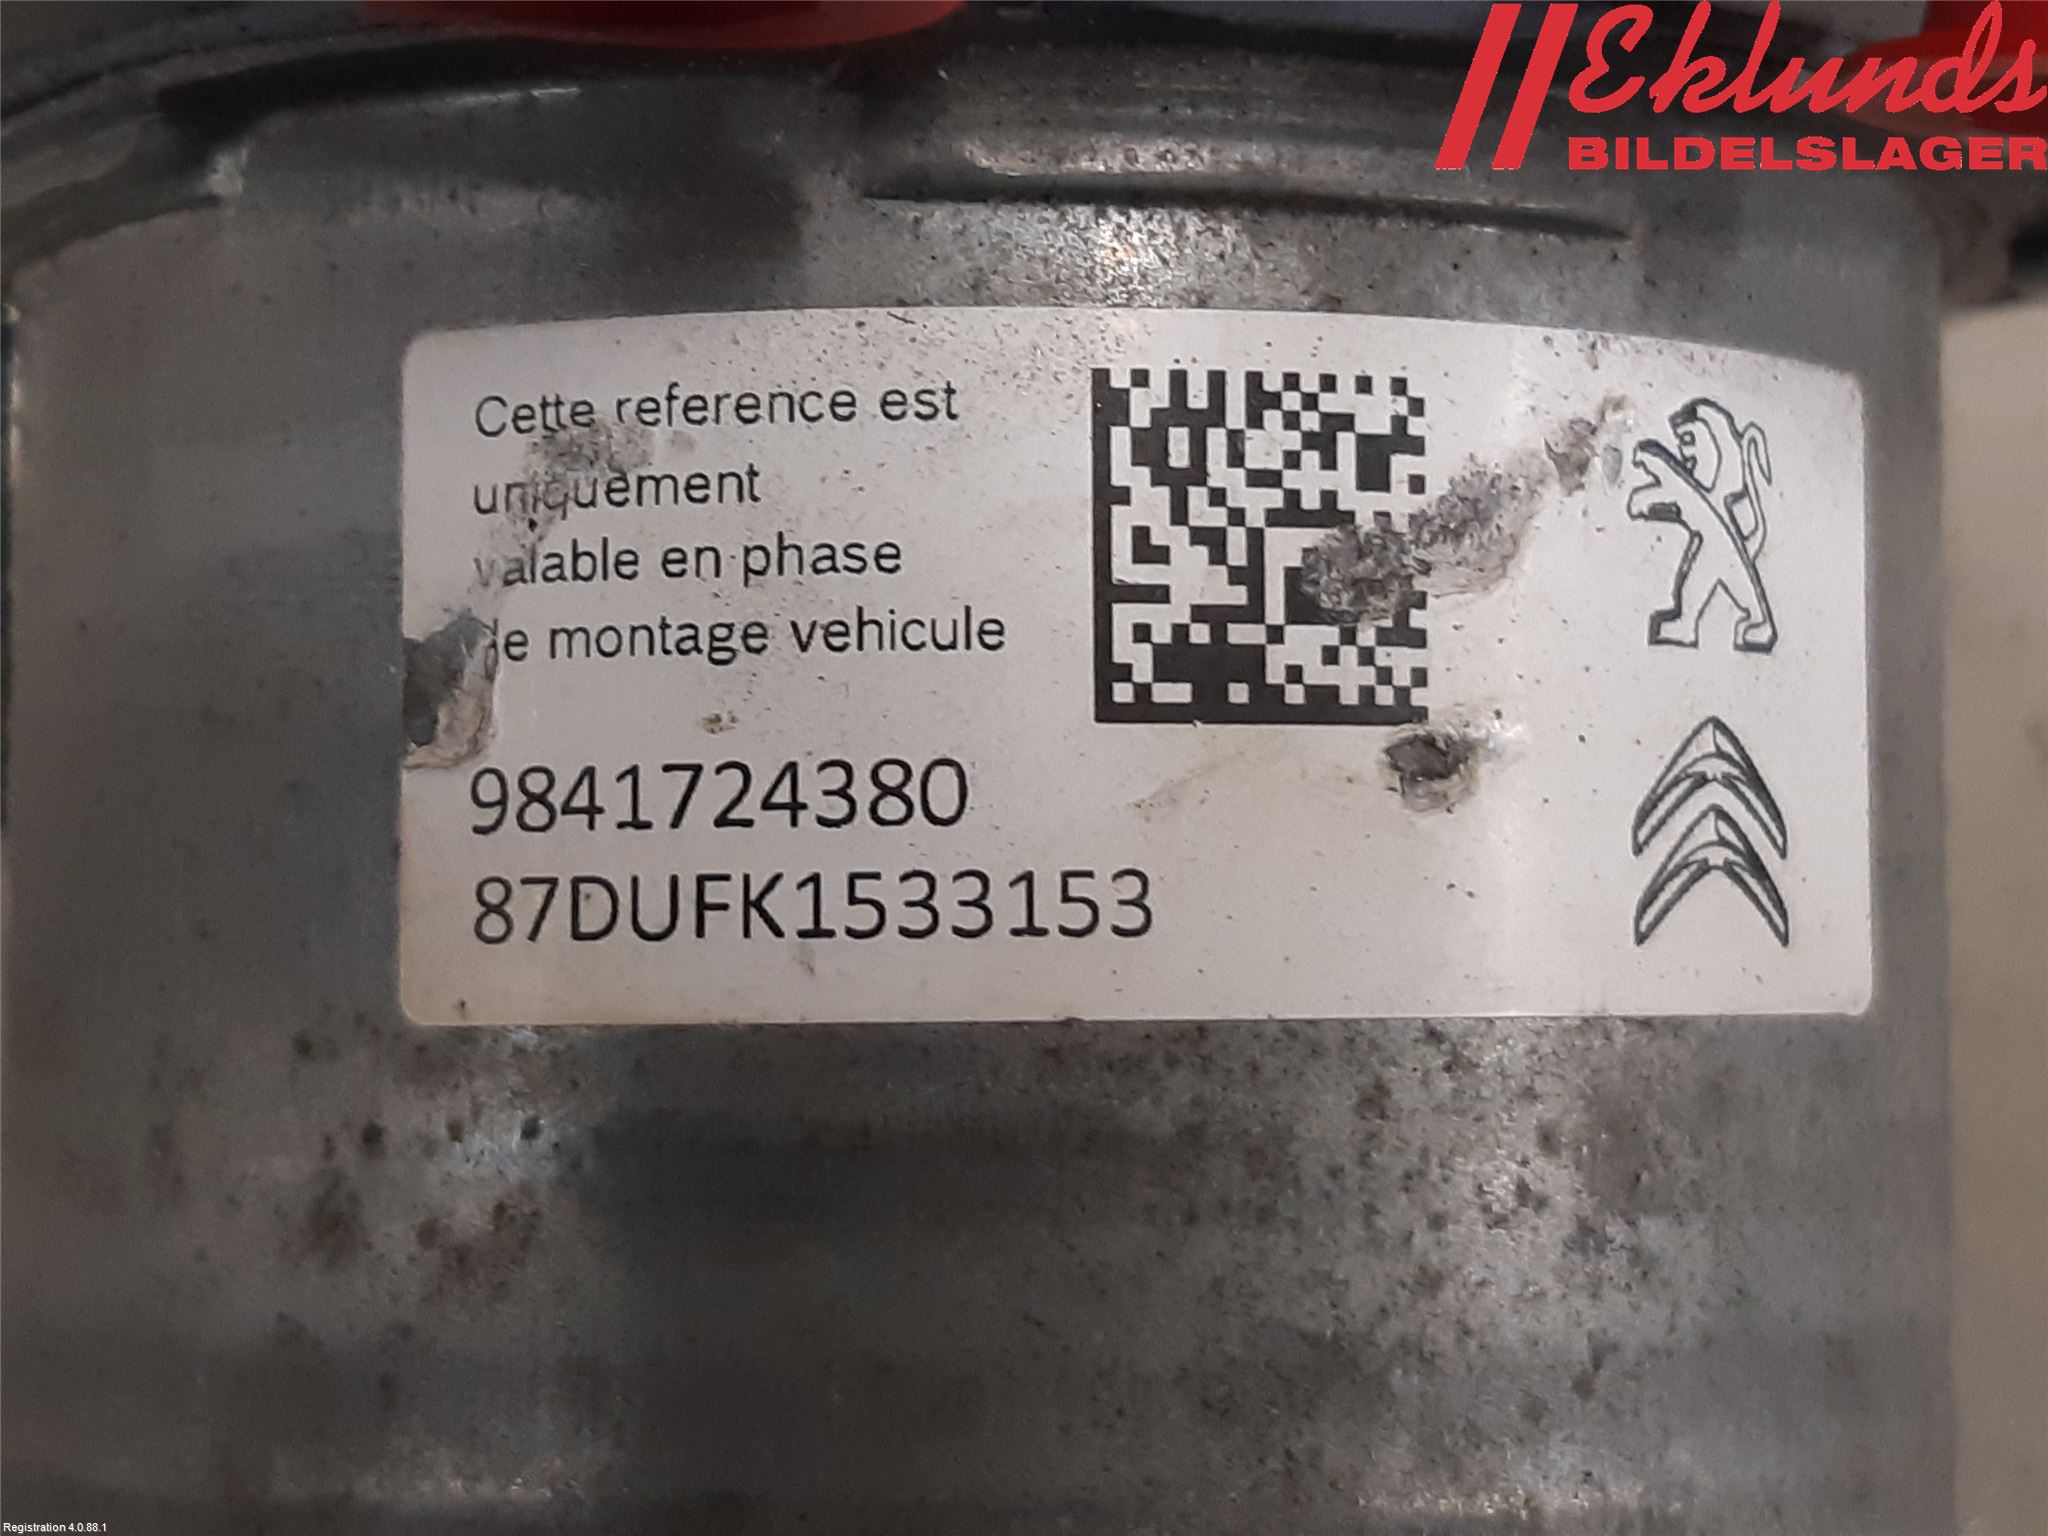 Eklunds
BILDELSLAGER
Cette reference est
uniquement
valable en phase
de montage vehicule
9841724380
87DUFK1533153
Registration 4.0.88.1